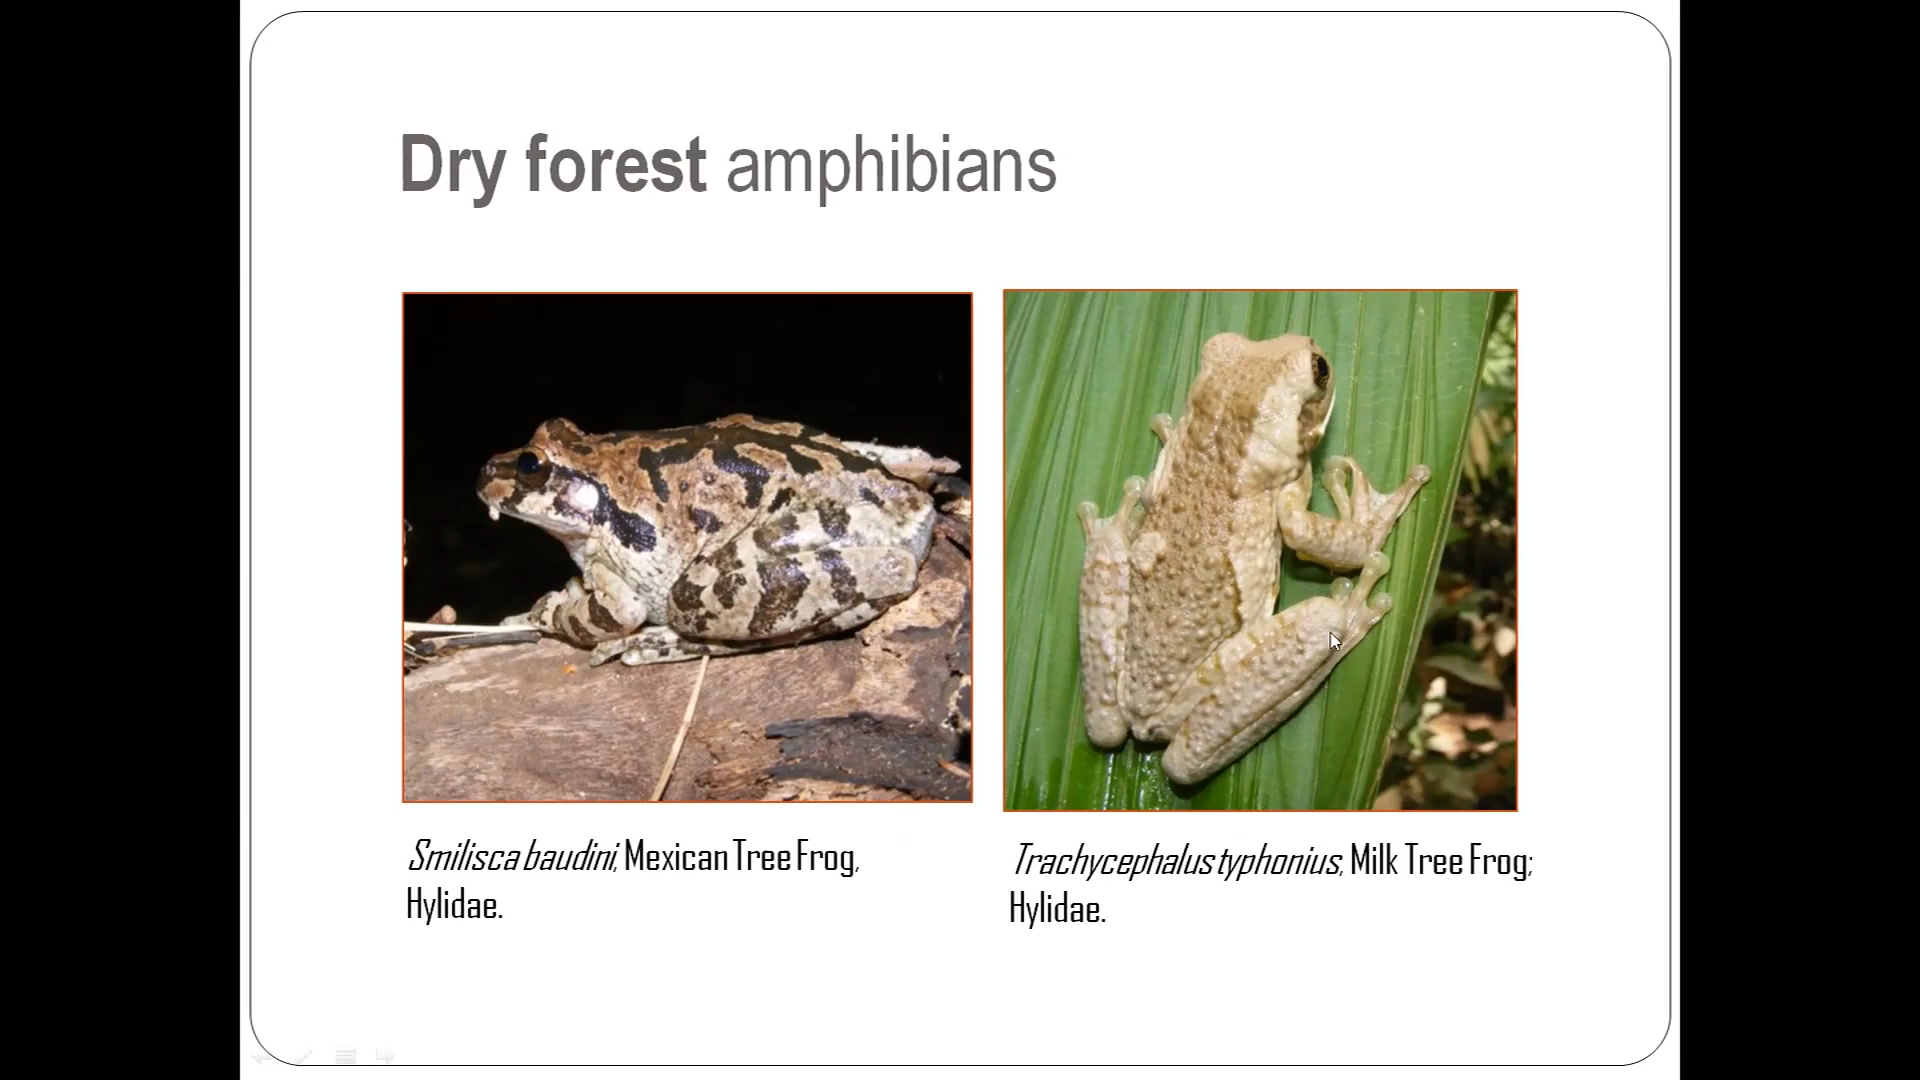 Dry forest amphibians
Smilisca baudini, Mexican Tree Frog,
Hylidae.
Trachycephalus typhonius, Milk Tree Frog;
Hylidae.